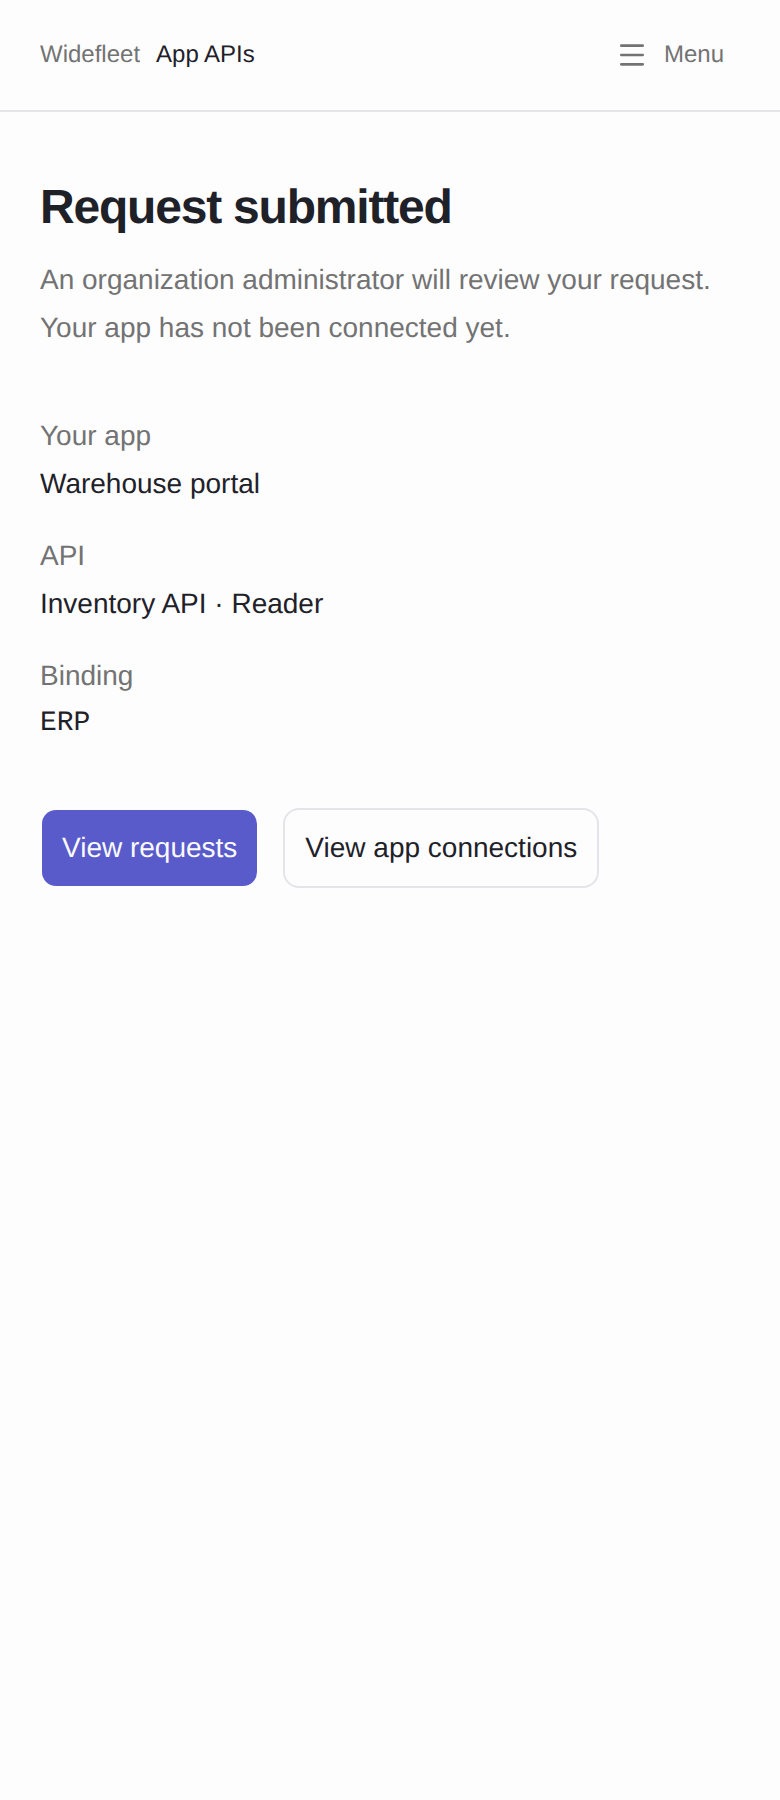 Widefleet App APIs
Menu
Request submitted
An organization administrator will review your request.
Your app has not been connected yet.
Your app
Warehouse portal
API
Inventory API · Reader
Binding
ERP
View requests
View app connections